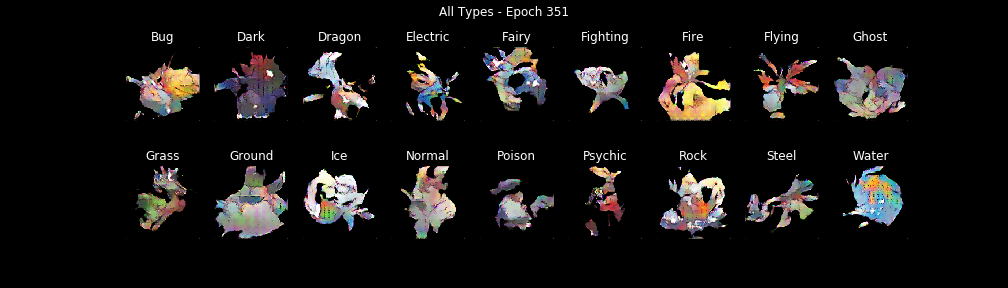 All Types - Epoch 351
Bug Dark Dragon Electric Fairy Fighting Fire Flying Ghost
Grass Ground Ice Normal Poison Psychic Rock Steel Water